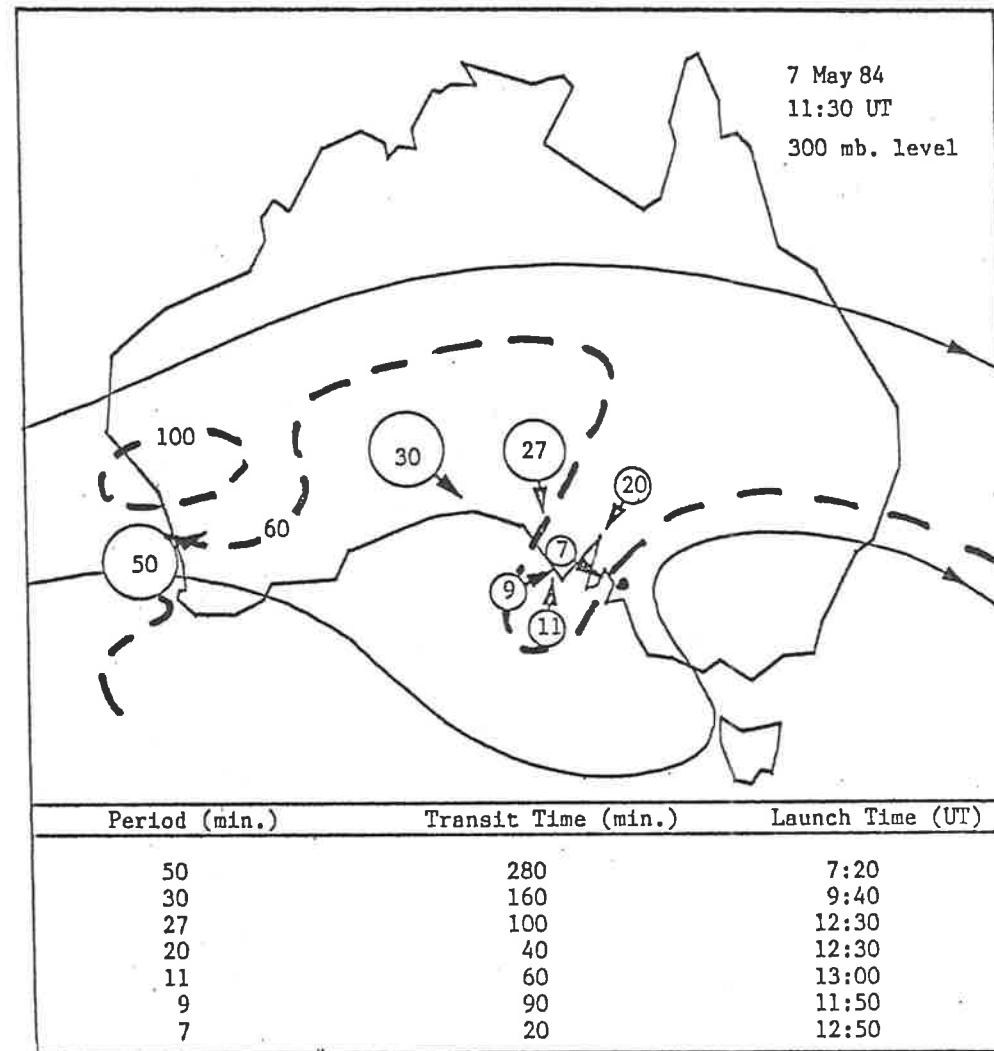 7 May 84
11:30 UT
300 mb. level
100
30
27
20
60
50
7
9
11
Period (min.) Transit Time (min.) Launch Time (UT)
50 280 7:20
30 160 9:40
27 100 12:30
20 40 12:30
11 60 13:00
9 90 11:50
7 20 12:50